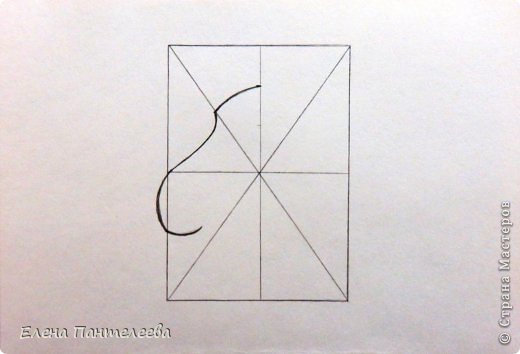 Елена Пантелеева
© Страна Мастеров